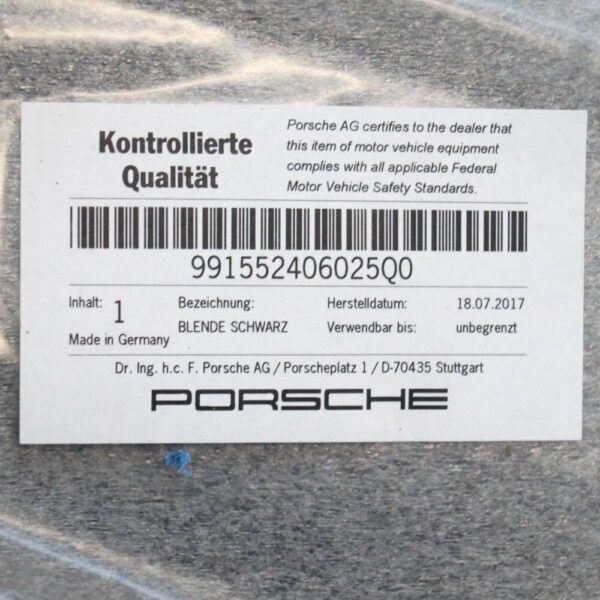 Kontrollierte
Qualität
Porsche AG certifies to the dealer that
this item of motor vehicle equipment
complies with all applicable Federal
Motor Vehicle Safety Standards.
991552406025Q0
Inhalt: 1
Bezeichnung:
Herstelldatum: 18.07.2017
BLENDE SCHWARZ
Verwendbar bis: unbegrenzt
Made in Germany
Dr. Ing. h.c. F. Porsche AG / Porscheplatz 1 / D-70435 Stuttgart
PORSCHE